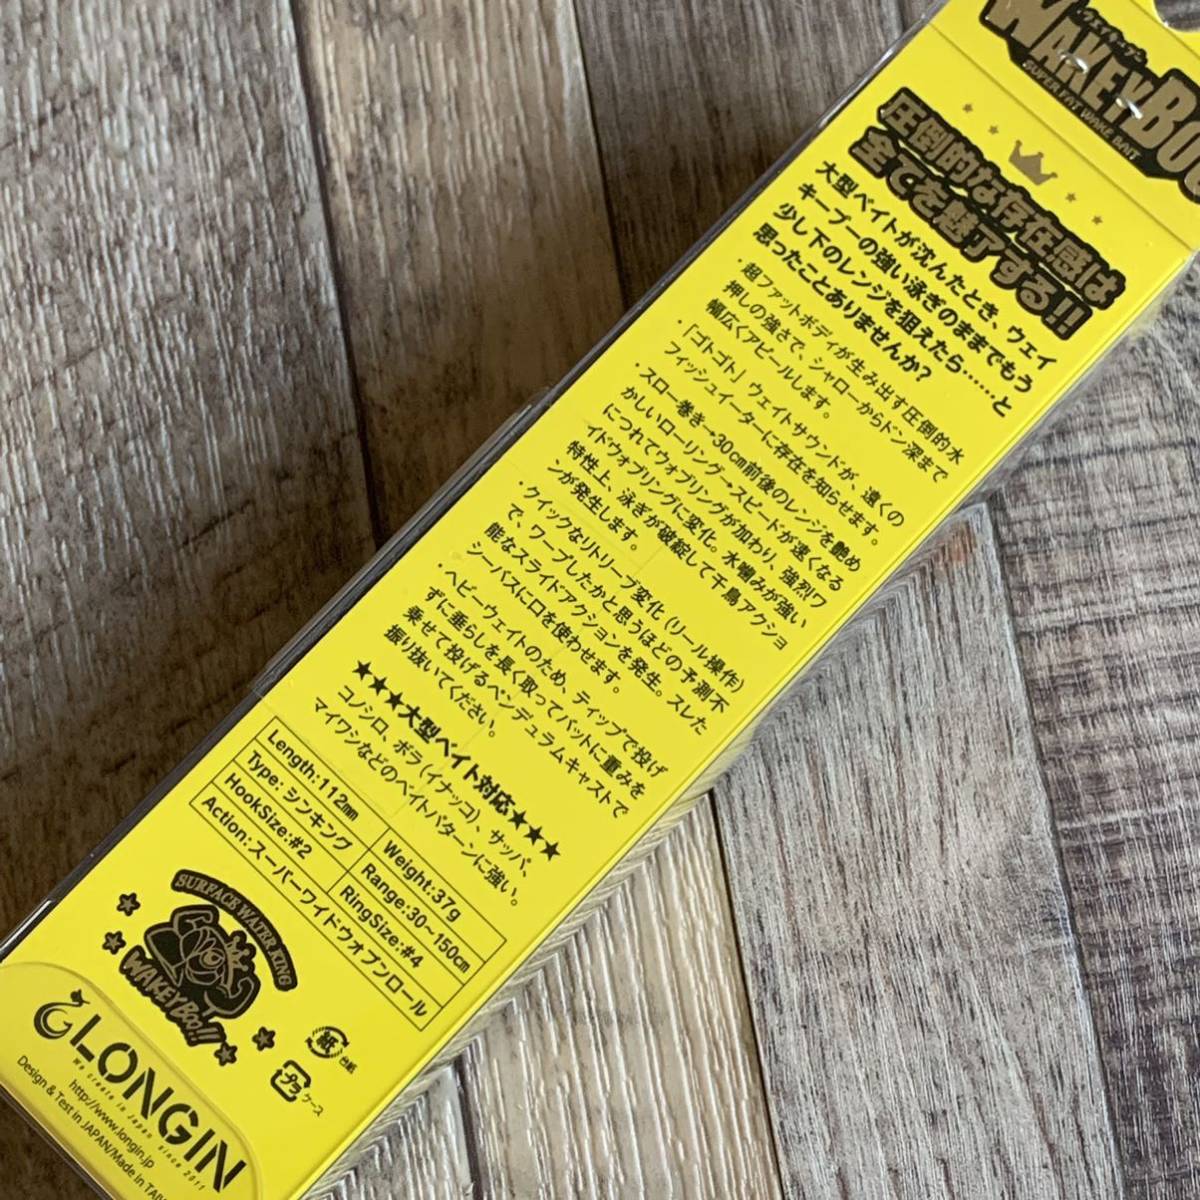 ウェイキーブー
WAKEYBOO
SUPER FAT WAKE BAIT
圧倒的な存在感は
全てを魅了する!!
大型ベイトが沈んだとき、ウェイ
キーブーの強い泳ぎのままでもう
少し下のレンジを狙えたら……と
思ったことありませんか?
・超ファットボディが生み出す圧倒的水
押しの強さで、シャローからドン深まで
幅広くアピールします。
・「ゴトゴト」ウェイトサウンドが、遠くの
フィッシュイーターに存在を知らせます。
・スロー巻き→30cm前後のレンジを艶め
かしいローリング→スピードが速くなる
につれてウォブリングが加わり、強烈ワ
イドウォブリングに変化。水噛みが強い
特性上、泳ぎが破綻して千鳥アクショ
ンが発生します。
・クイックなリトリーブ変化(リール操作)
で、ワープしたかと思うほどの予測不
能なスライドアクションを発生。スレた
シーバスに口を使わせます。
・ヘビーウェイトのため、ティップで投げ
ずに垂らしを長く取ってバットに重みを
乗せて投げるペンデュラムキャストで
振り抜いてください。
★★★大型ベイト対応★★★
コノシロ、ボラ(イナッコ)、サッパ、
マイワシなどのベイトパターンに強い。
Length:112mm Weight:37g
Type:シンキング Range:30~150cm
HookSize:#2 RingSize:#4
Action:スーパーワイドウォブンロール
SURFACE WATER KING
WAKEYBOO!!
紙 台紙
プラ ケース
LONGIN
We create in Japan since 2011
http://www.longin.jp
Design & Test in JAPAN/Made in